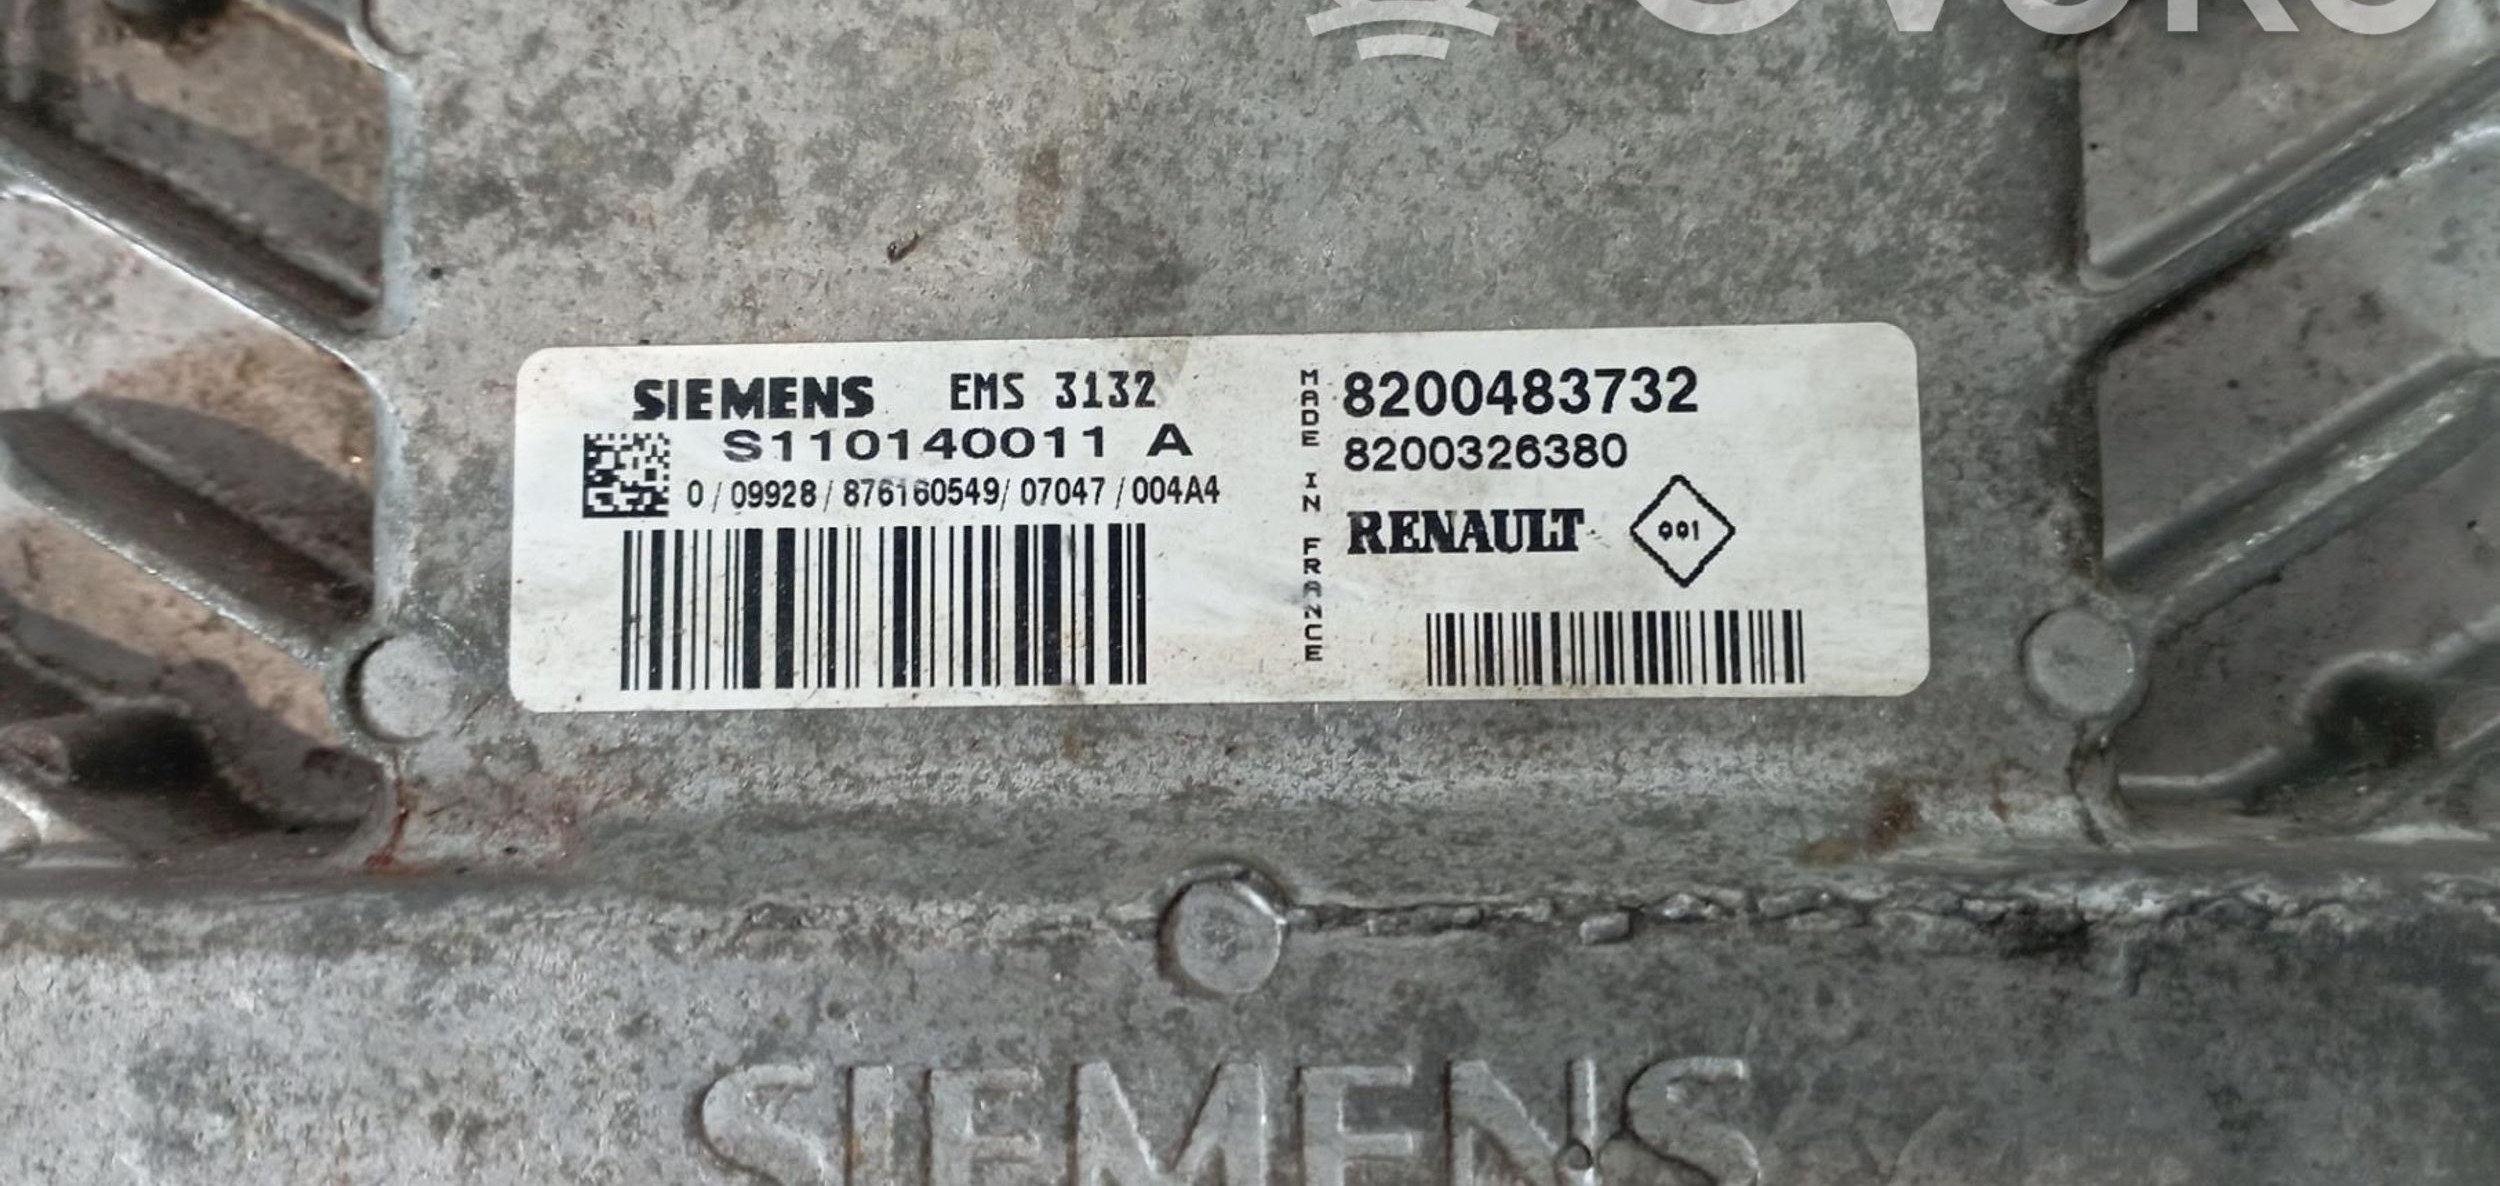 SIEMENS EMS 3132
S110140011 A
0 / 09928 / 876160549 / 07047 / 004A4
MADE IN FRANCE
8200483732
8200326380
RENAULT 001
SIEMENS